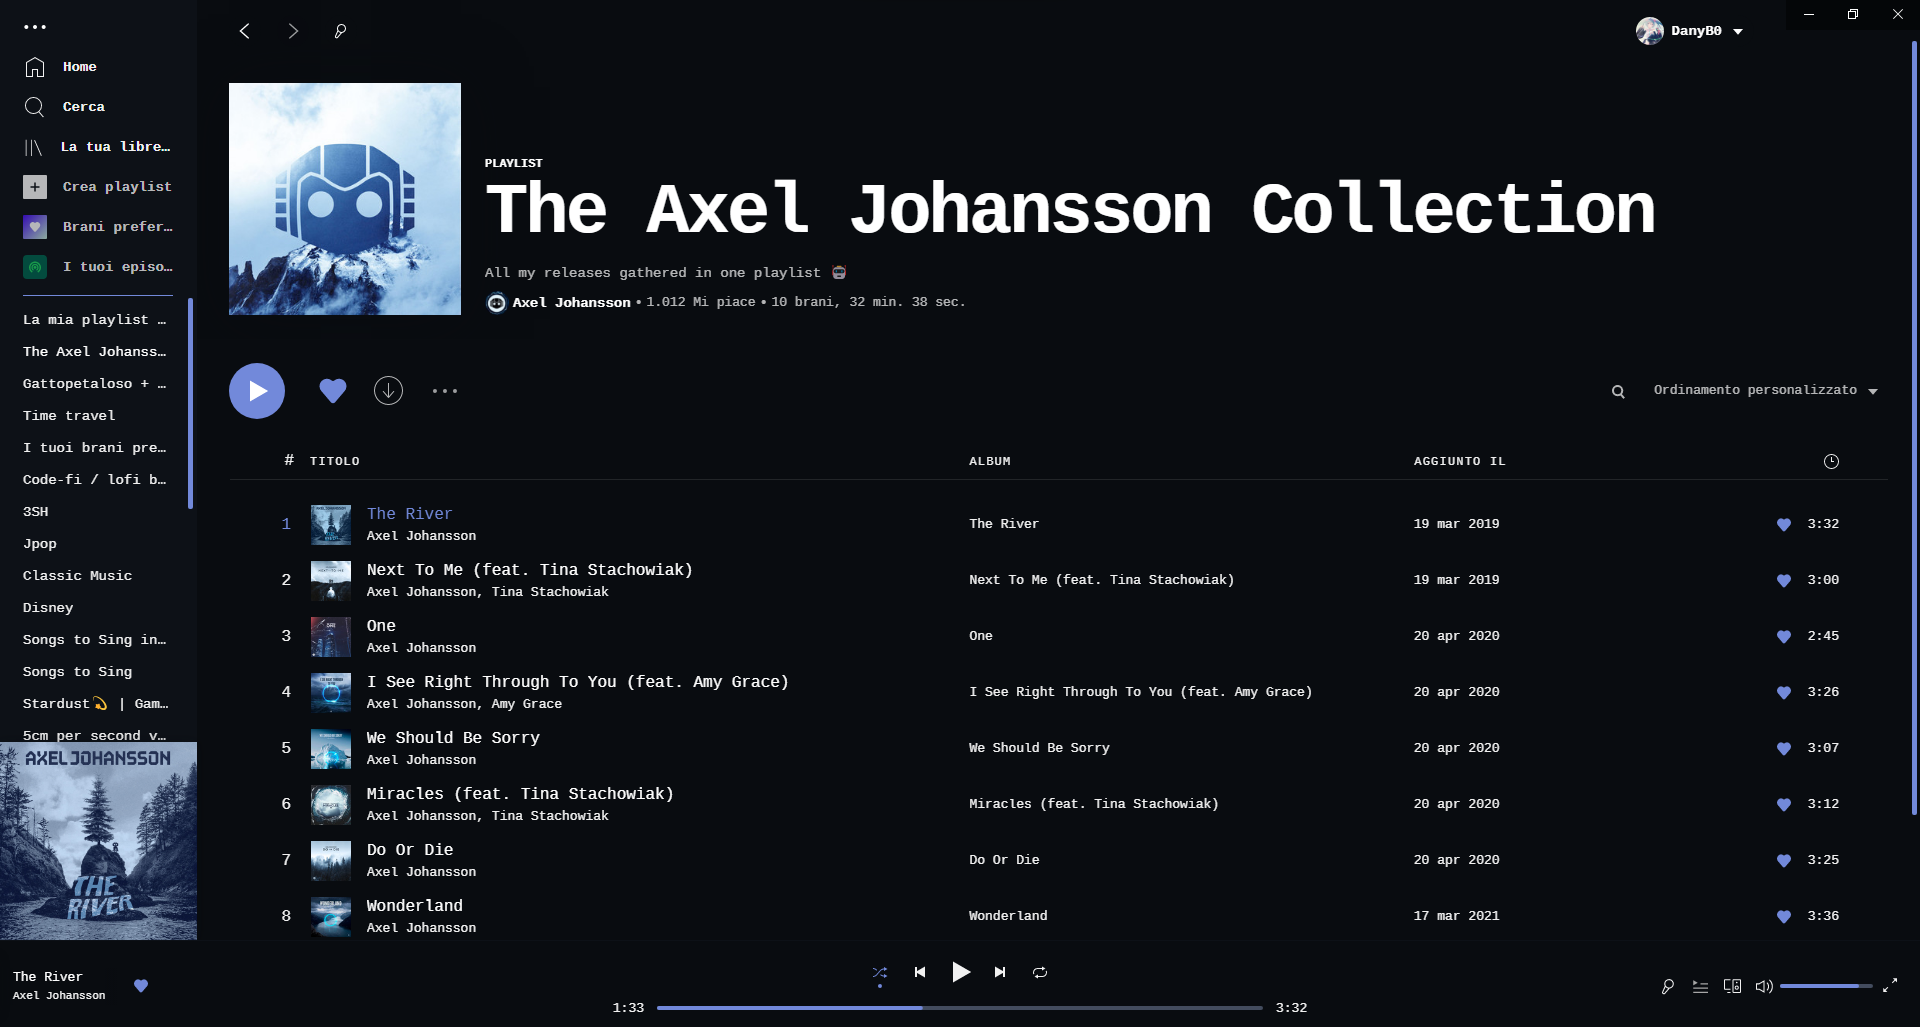 Home
Cerca
La tua libre…
Crea playlist
Brani prefer…
I tuoi episo…
La mia playlist …
The Axel Johanss…
Gattopetaloso + …
Time travel
I tuoi brani pre…
Code-fi / lofi b…
3SH
Jpop
Classic Music
Disney
Songs to Sing in…
Songs to Sing
Stardust💫 | Gam…
5cm per second v…
AXEL JOHANSSON
THE
RIVER
The River
Axel Johansson
DanyB0
PLAYLIST
The Axel Johansson Collection
All my releases gathered in one playlist 🤖
Axel Johansson • 1.012 Mi piace • 10 brani, 32 min. 38 sec.
Ordinamento personalizzato
# TITOLO ALBUM AGGIUNTO IL
1 The River The River 19 mar 2019 3:32
Axel Johansson
2 Next To Me (feat. Tina Stachowiak) Next To Me (feat. Tina Stachowiak) 19 mar 2019 3:00
Axel Johansson, Tina Stachowiak
3 One One 20 apr 2020 2:45
Axel Johansson
4 I See Right Through To You (feat. Amy Grace) I See Right Through To You (feat. Amy Grace) 20 apr 2020 3:26
Axel Johansson, Amy Grace
5 We Should Be Sorry We Should Be Sorry 20 apr 2020 3:07
Axel Johansson
6 Miracles (feat. Tina Stachowiak) Miracles (feat. Tina Stachowiak) 20 apr 2020 3:12
Axel Johansson, Tina Stachowiak
7 Do Or Die Do Or Die 20 apr 2020 3:25
Axel Johansson
8 Wonderland Wonderland 17 mar 2021 3:36
Axel Johansson
1:33 3:32